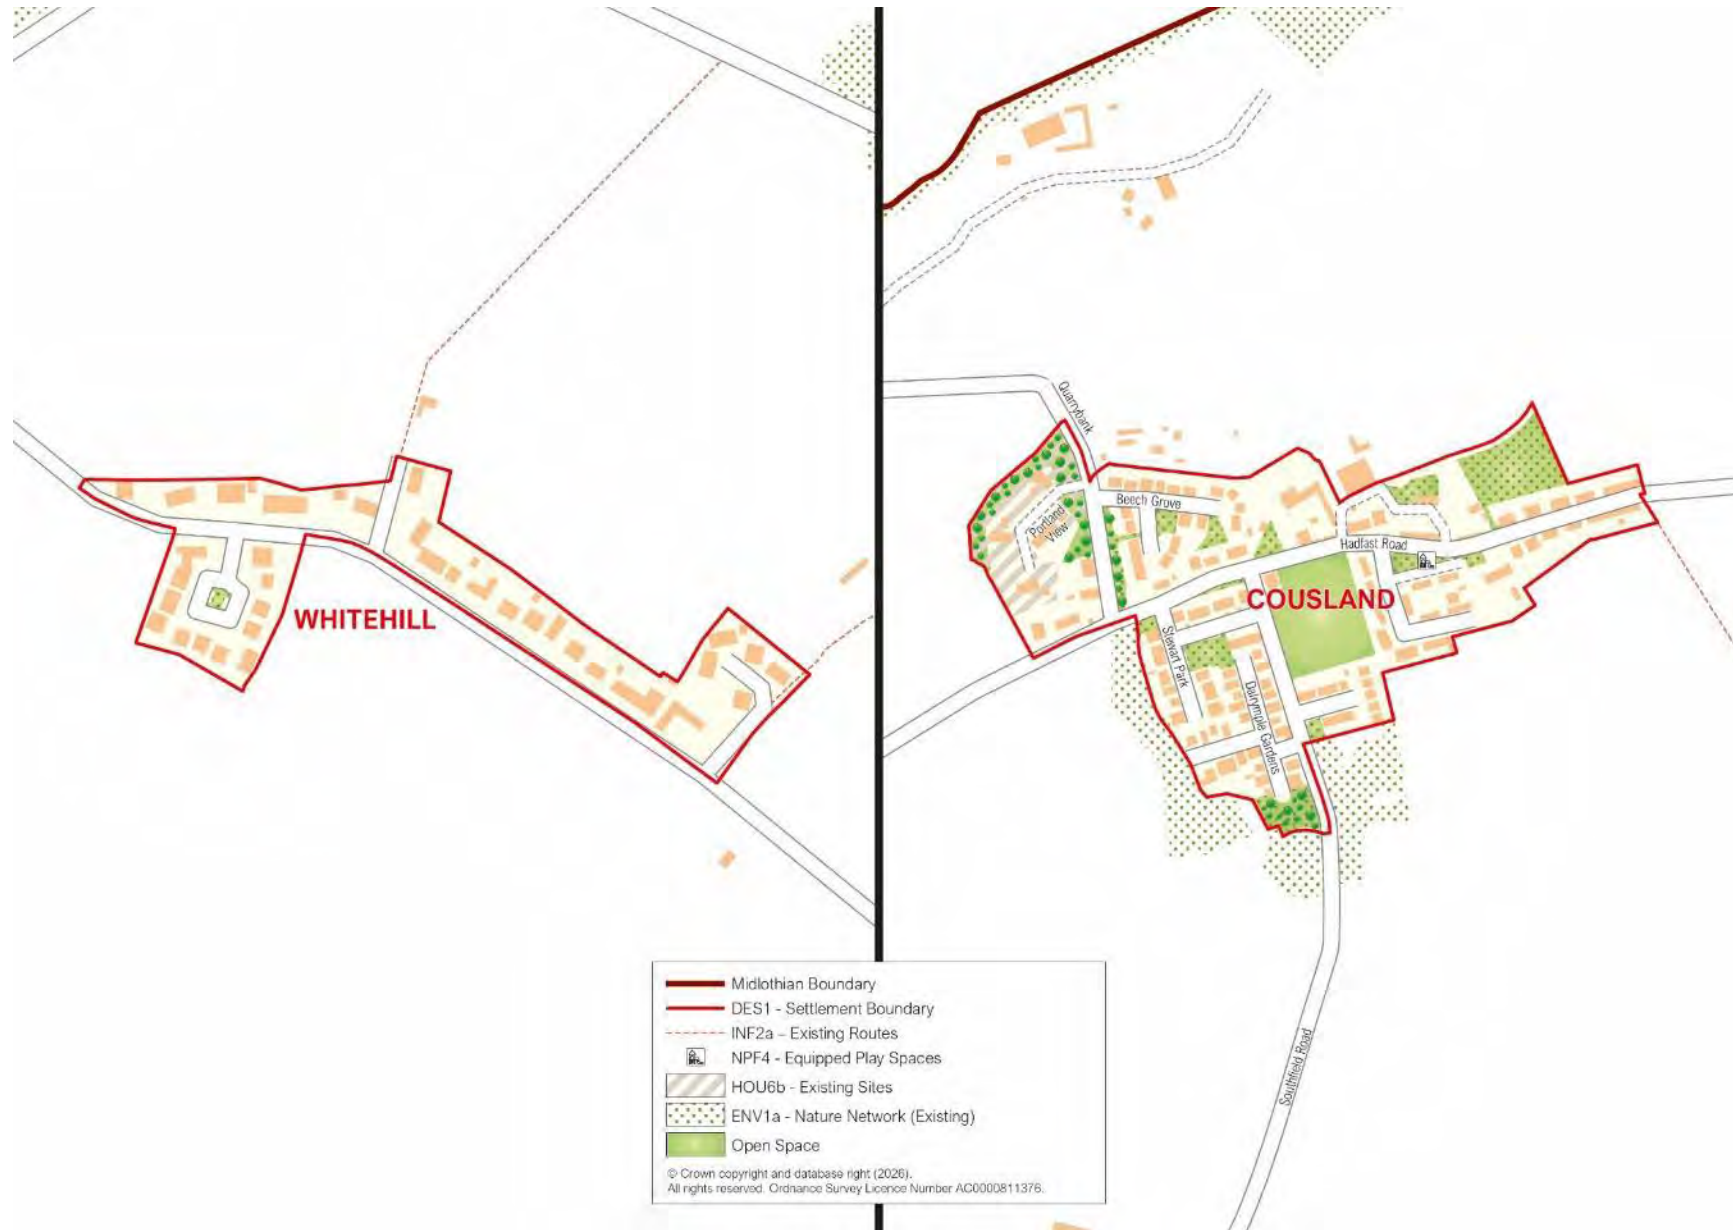 Quarrybank
Beech Grove
Portland
View
Hadfast Road
WHITEHILL
COUSLAND
Stewart Park
Dalrymple Gardens
Southfield Road
Midlothian Boundary
DES1 - Settlement Boundary
INF2a – Existing Routes
NPF4 - Equipped Play Spaces
HOU6b - Existing Sites
ENV1a - Nature Network (Existing)
Open Space
© Crown copyright and database right (2026).
All rights reserved. Ordnance Survey Licence Number AC0000811376.